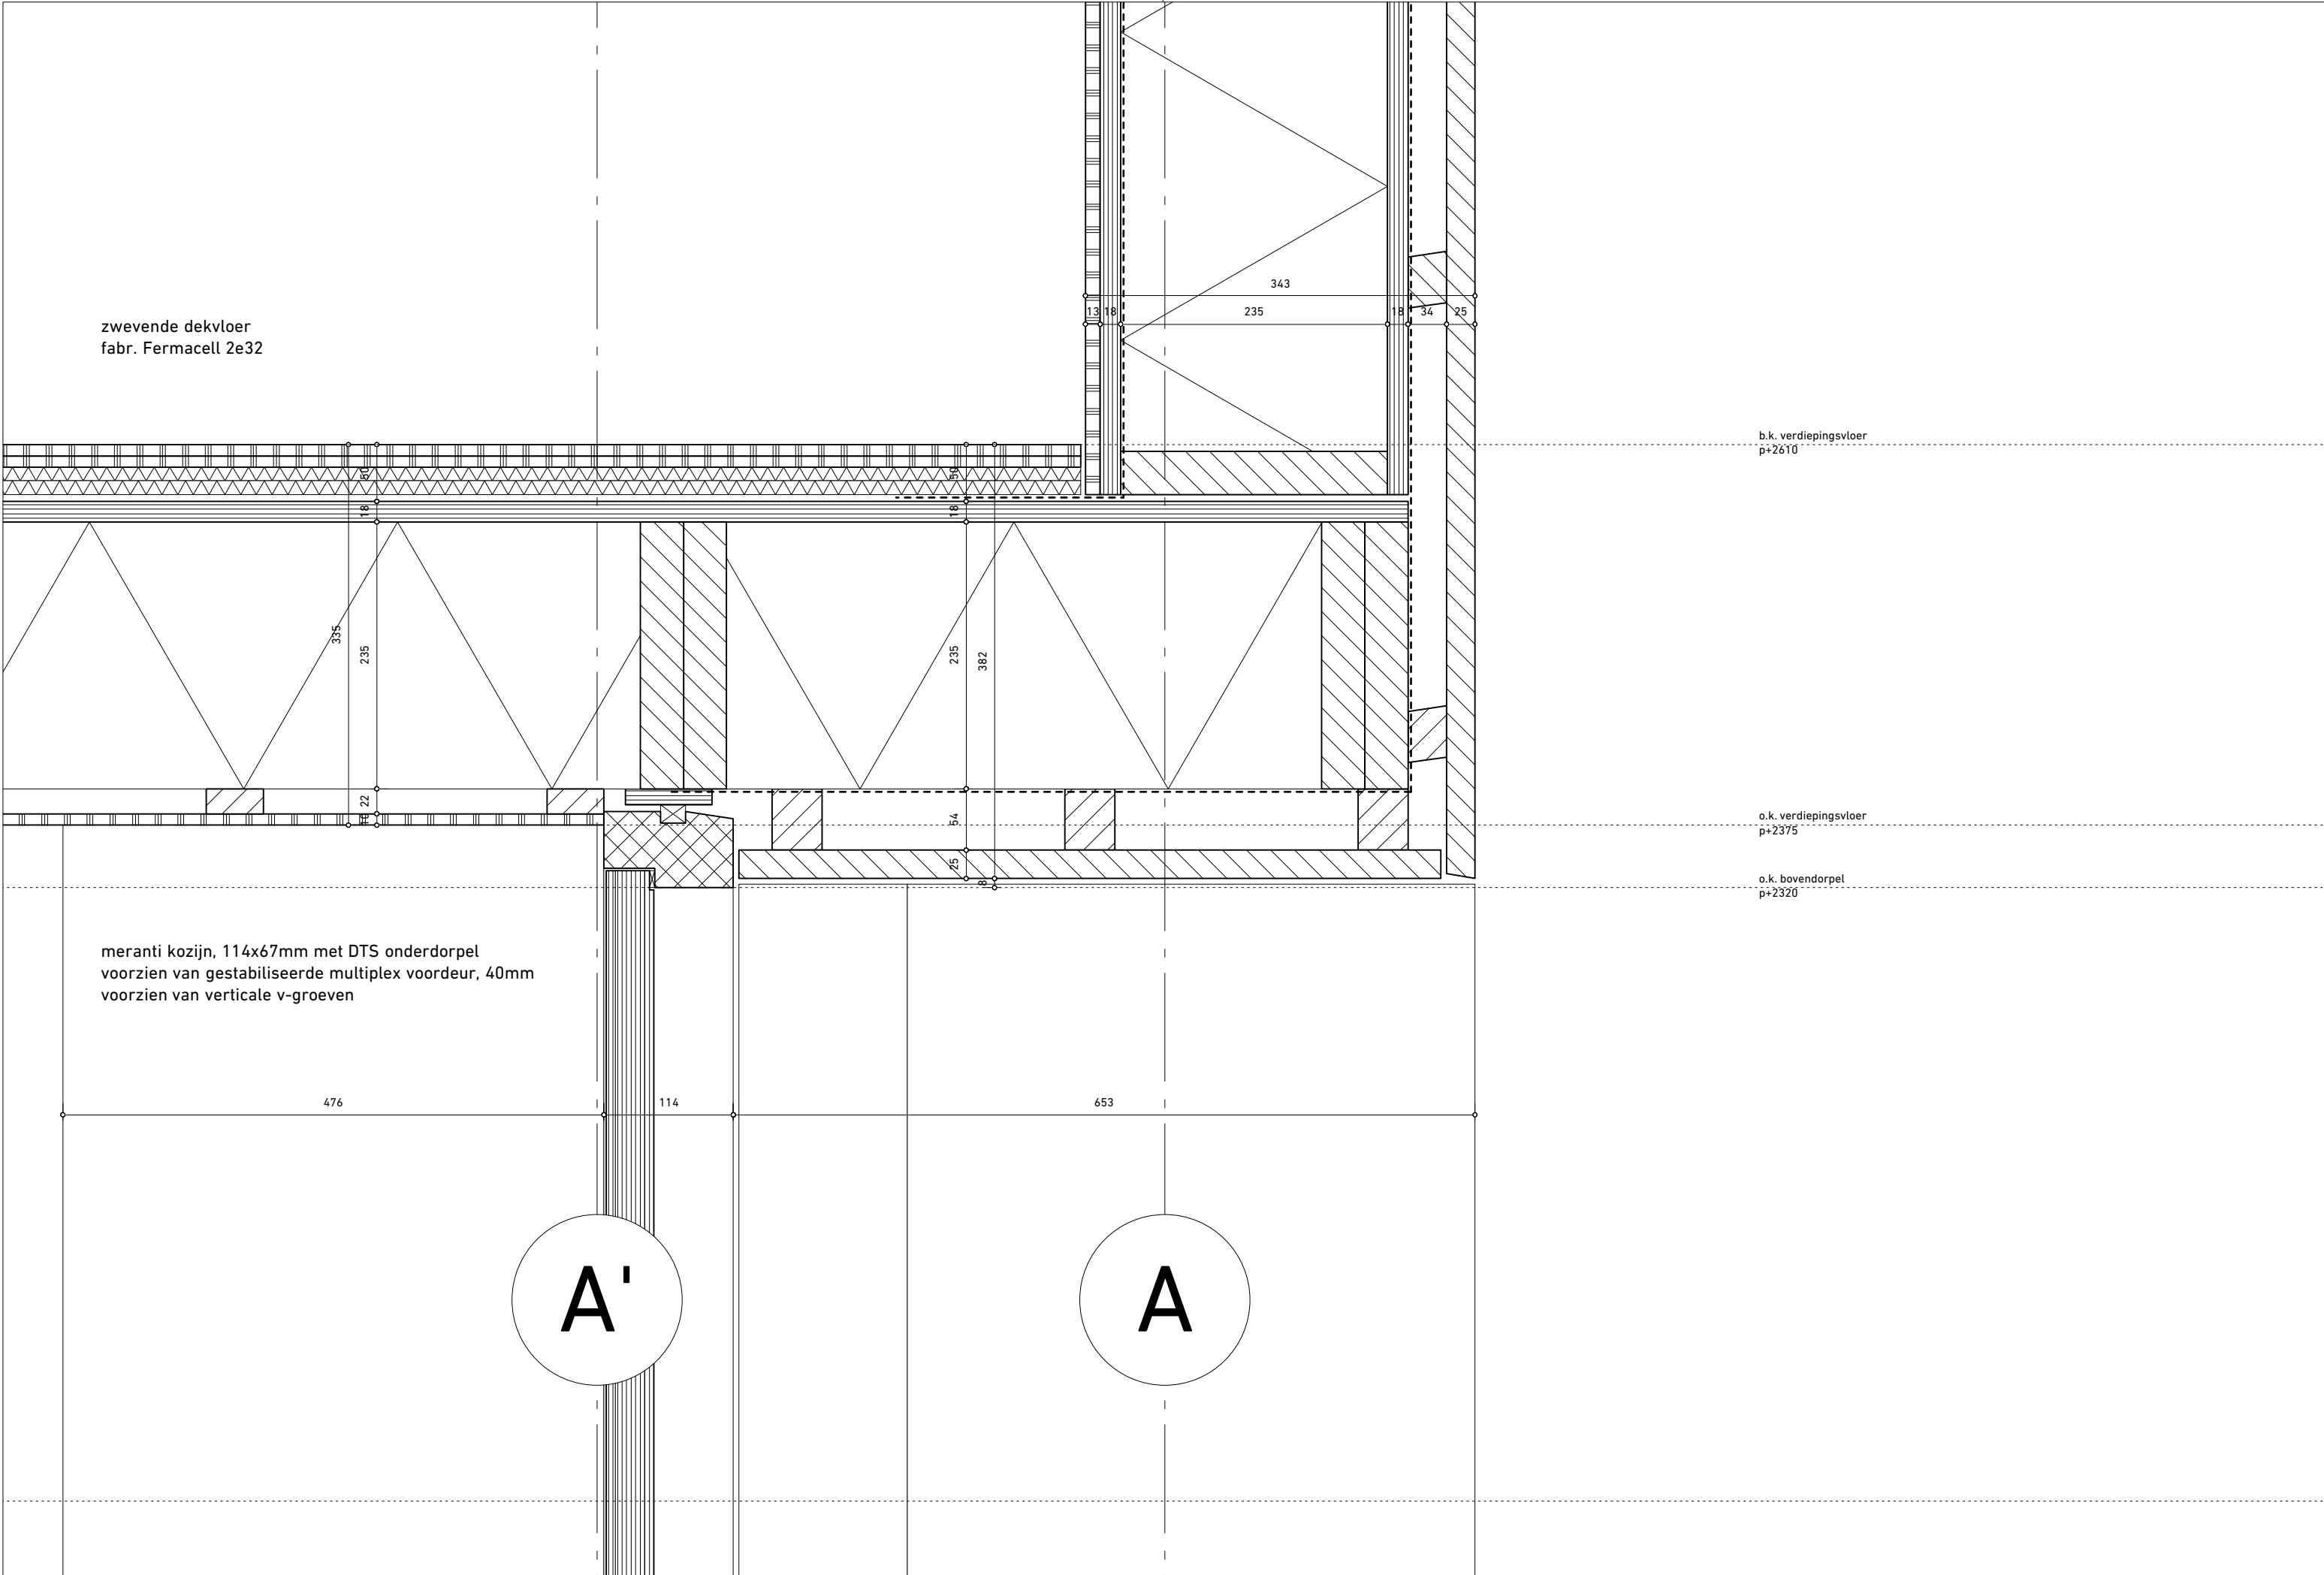 343
13 18 235 18 34 25
zwevende dekvloer
fabr. Fermacell 2e32
b.k. verdiepingsvloer
p+2610
50
18
335
235
22
10
50
18
235
382
54
25
8
o.k. verdiepingsvloer
p+2375
o.k. bovendorpel
p+2320
meranti kozijn, 114x67mm met DTS onderdorpel
voorzien van gestabiliseerde multiplex voordeur, 40mm
voorzien van verticale v-groeven
476 114 653
A' A